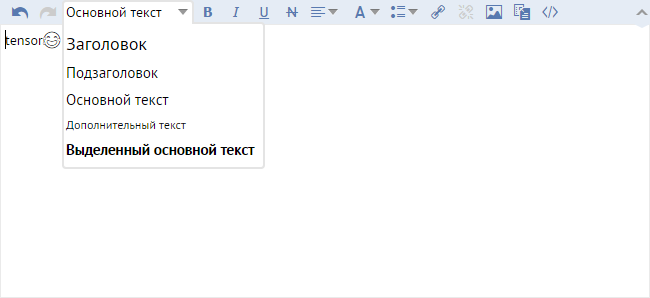 Основной текст B I U N A
tensor😊
Заголовок
Подзаголовок
Основной текст
Дополнительный текст
Выделенный основной текст